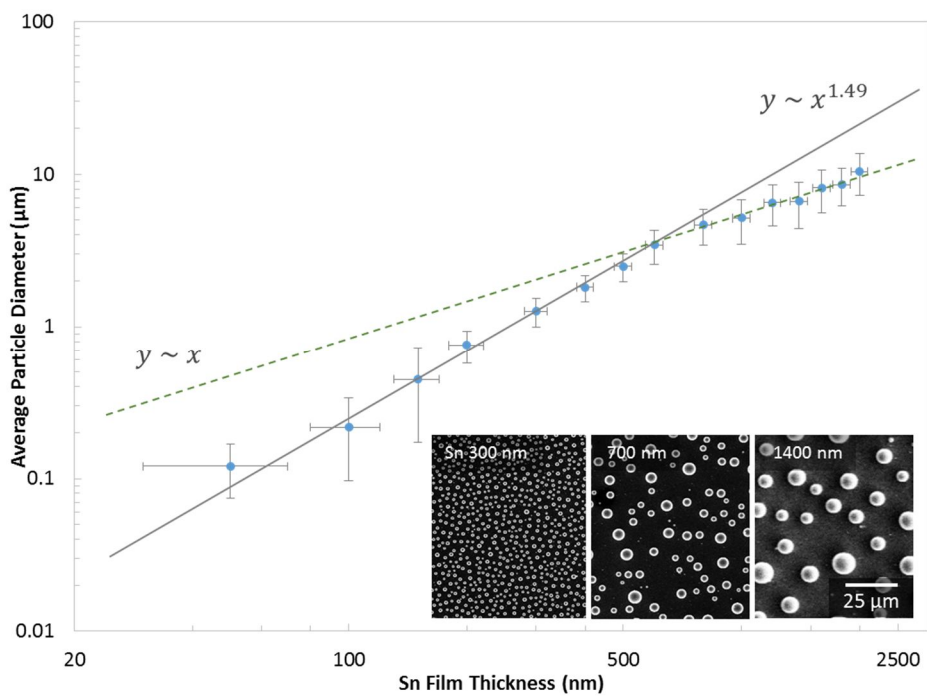 100
10
1
0.1
0.01
Average Particle Diameter (µm)
y ~ x^1.49
y ~ x
Sn 300 nm
700 nm
1400 nm
25 µm
20
100
500
2500
Sn Film Thickness (nm)